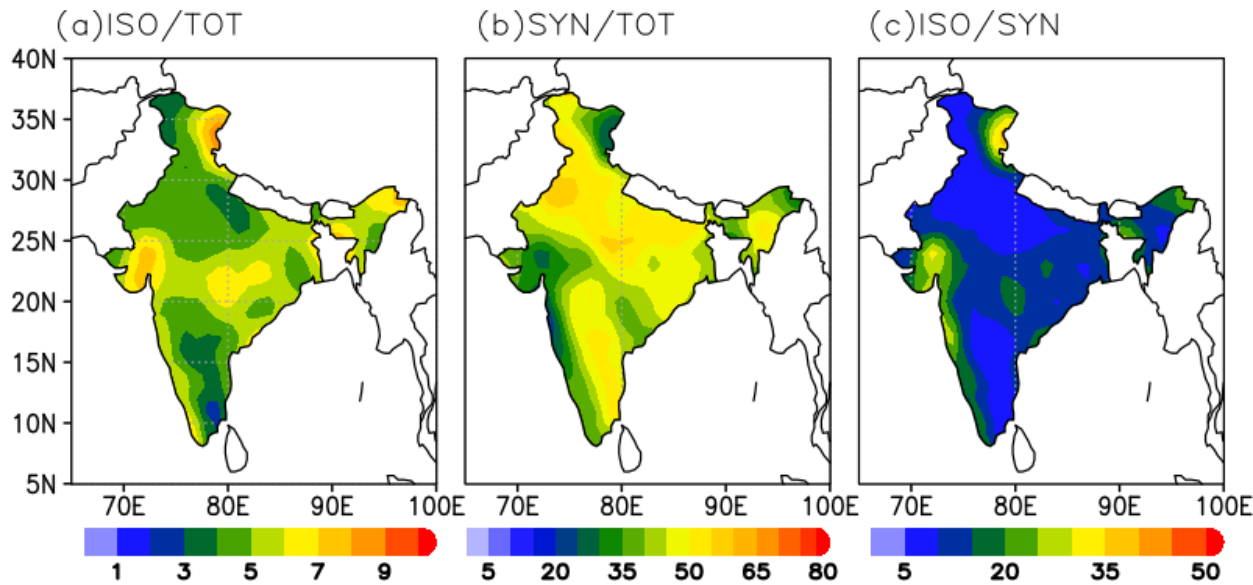 (a)ISO/TOT
(b)SYN/TOT
(c)ISO/SYN
40N
35N
30N
25N
20N
15N
10N
5N
70E 80E 90E 100E
70E 80E 90E 100E
70E 80E 90E 100E
1 3 5 7 9
5 20 35 50 65 80
5 20 35 50